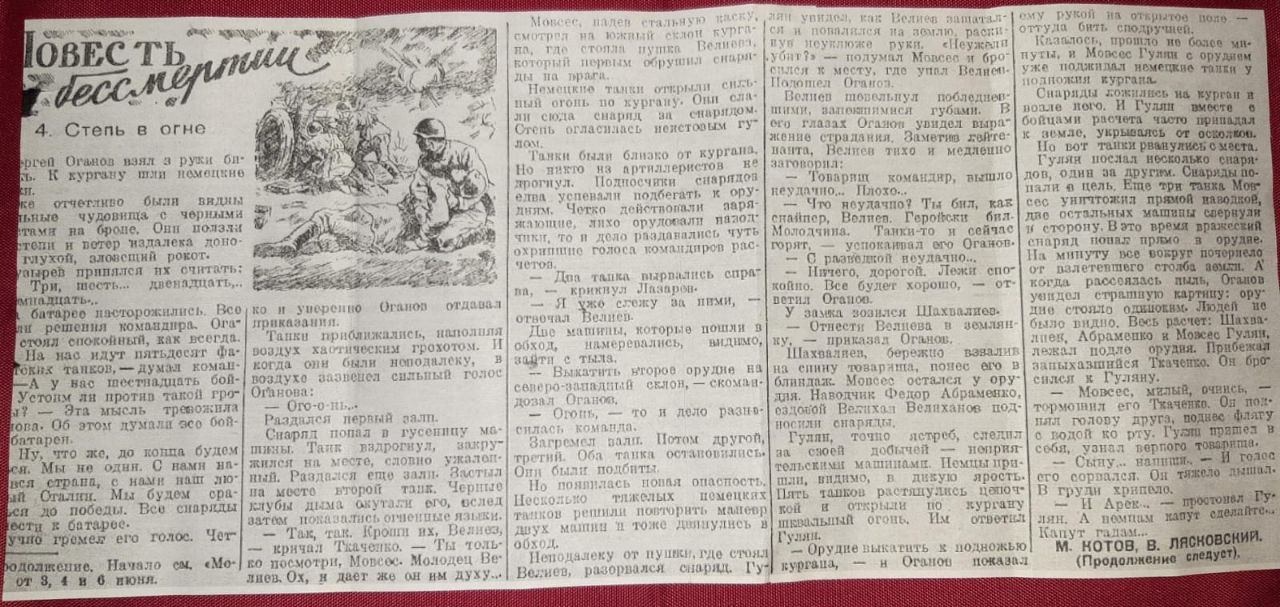 ПОВЕСТЬ
бессмертии
4. Степь в огне
ергей Оганов взял з руки би-
ль. К кургану шли немецкие
ки.
же отчетливо были видны
льные чудовища с черными
стами на броне. Они ползли
степи и ветер издалека доно-
глухой, зловещий рокот.
узырей принялся их считать:
Три, шесть... двенадцать,..
мнадцать...
батарее насторожились. Все
ли решения командира. Ога-
стоял спокойный, как всегда.
На нас идут пятьдесят фа-
тских танков,—думал коман-
—А у нас шестнадцать бой-
Устоим ли против такой гро-
ы? — Эта мысль тревожила
нова. Об этом думали все бой-
батареи.
Ну, что же, до конца будем
ся. Мы не одни. С нами на-
вся страна, с нами наш лю-
ый Сталин. Мы будем сра-
ься до победы. Все снаряды
нести к батарее.
учно гремел его голос. Чет-
родолжение. Начало см. «Мо-
от 3, 4 и 6 июня.
ко и уверенно Оганов отдавал
приказания.
Танки приближались, наполняя
воздух хаотическим грохотом. И
когда они были неподалеку, в
воздухе зазвенел сильный голос
Оганова:
— Ого-о-нь...
Раздался первый залп.
Снаряд попал в гусеницу ма-
шины. Танк вздрогнул, закру-
жился на месте, словно ужален-
ный. Раздался еще залп. Застыл
на месте второй танк. Черные
клубы дыма окутали его, вслед
затем показались огненные языки.
— Так, так. Кроши их, Велиев,
— кричал Ткаченко. — Ты толь-
ко посмотри, Мовсес. Молодец Ве-
лиев. Ох, и дает же он им духу...
Мовсес, надев стальную каску,
смотрел на южный склон курга-
на, где стояла пушка Велиева,
который первым обрушил снаря-
ды на врага.
Немецкие танки открыли силь-
ный огонь по кургану. Они сла-
ли сюда снаряд за снарядом.
Степь огласилась неистовым гу-
лом.
Танки были близко от кургана.
Но никто из артиллеристов не
дрогнул. Подносчики снарядов
едва успевали подбегать к ору-
диям. Четко действовали заря-
жающие, лихо орудовали навод-
чики, то и дело раздавались чуть
охрипшие голоса командиров рас-
четов.
— Два танка вырвались спра-
ва, — крикнул Лазарев.
— Я уже слежу за ними, —
отвечал Велиев.
Две машины, которые пошли в
обход, намеревались, видимо,
зайти с тыла.
— Выкатить второе орудие на
северо-западный склон, — скоман-
довал Оганов.
— Огонь, — то и дело разно-
силась команда.
Загремел залп. Потом другой,
третий. Оба танка остановились.
Они были подбиты.
Но появилась новая опасность.
Несколько тяжелых немецких
танков решили повторить маневр
двух машин и тоже двинулись в
обход.
Неподалеку от пушки, где стоял
Велиев, разорвался снаряд. Гу-
лян увидел, как Велиев зашатал-
ся и повалился на землю, раски-
нув неуклюже руки. «Неужели
убит?» — подумал Мовсес и бро-
сился к месту, где упал Велиев.
Подошел Оганов.
Велиев шевельнул побледнев-
шими, запекшимися губами. В
его глазах Оганов увидел выра-
жение страдания. Заметив лейте-
нанта, Велиев тихо и медленно
заговорил:
— Товарищ командир, вышло
неудачно... Плохо...
— Что неудачно? Ты бил, как
снайпер, Велиев. Геройски бил.
Молодчина. Танки-то и сейчас
горят, — успокаивал его Оганов.
— С разведкой неудачно...
— Ничего, дорогой. Лежи спо-
койно. Все будет хорошо, — от-
ветил Оганов.
У замка возился Шахвалиев.
— Отнести Велиева в землян-
ку, — приказал Оганов.
Шахвалиев, бережно взвалив
на спину товарища, понес его в
блиндаж. Мовсес остался у ору-
дия. Наводчик Федор Абраменко,
ездовой Велихал Велиханов под-
носили снаряды.
Гулян, точно ястреб, следил
за своей добычей — неприя-
тельскими машинами. Немцы при-
шли, видимо, в дикую ярость.
Пять танков растянулись цепоч-
кой и открыли по кургану
шквальный огонь. Им ответил
Гулян.
— Орудие выкатить к подножью
кургана, — и Оганов показал
ему рукой на открытое поле —
оттуда бить сподручней.
Казалось, прошло не более ми-
нуты, и Мовсес Гулян с орудием
уже поджидал немецкие танки у
подножия кургана.
Снаряды ложились на курган и
возле него. И Гулян вместе с
бойцами расчета часто припадал
к земле, укрываясь от осколков.
Но вот танки рванулись с места.
Гулян послал несколько снаря-
дов, один за другим. Снаряды по-
пали в цель. Еще три танка Мов-
сес уничтожил прямой наводкой,
две остальных машины свернули
в сторону. В это время вражеский
снаряд попал прямо в орудие.
На минуту все вокруг почернело
от взлетевшего столба земли. А
когда рассеялась пыль, Оганов
увидел страшную картину: ору-
дие стояло одиноким. Людей не
было видно. Весь расчет: Шахва-
лиев, Абраменко и Мовсес Гулян,
лежал подле орудия. Прибежал
запыхавшийся Ткаченко. Он бро-
сился к Гуляну.
— Мовсес, милый, очнись, —
тормошил его Ткаченко. Он под-
нял голову друга, поднес флягу
с водой ко рту. Гулян пришел в
себя, узнал верного товарища.
— Сыну... напиши, — И голос
его сорвался. Он тяжело дышал.
В груди хрипело.
— И Арек... — простонал Гу-
лян. А немцам капут сделайте...
Капут гадам...
М. КОТОВ, В. ЛЯСКОВСКИЙ.
(Продолжение следует).